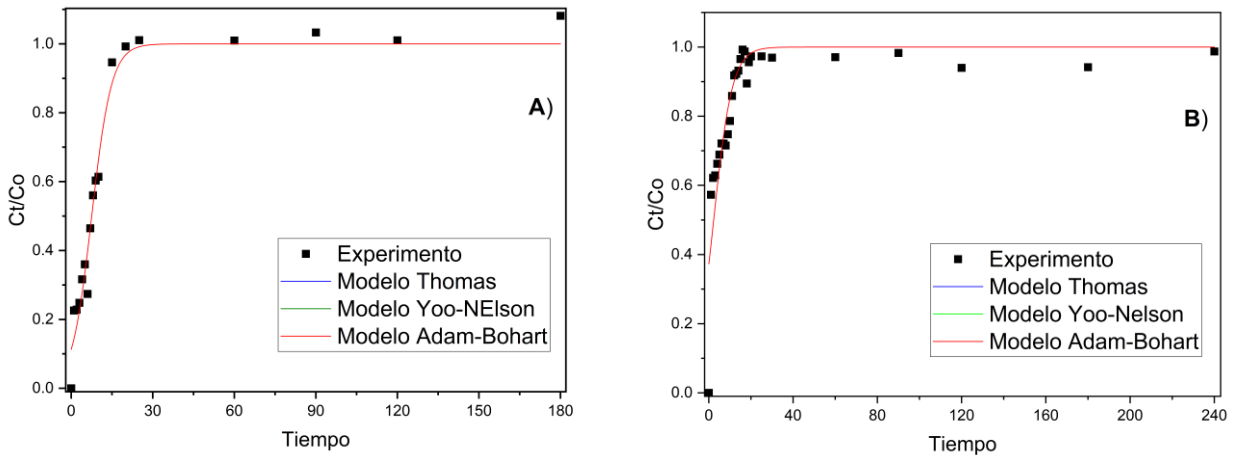 1.0
0.8
0.6
0.4
0.2
0.0
Ct/Co
A)
Experimento
Modelo Thomas
Modelo Yoo-NElson
Modelo Adam-Bohart
0 30 60 90 120 150 180
Tiempo
1.0
0.8
0.6
0.4
0.2
0.0
Ct/Co
B)
Experimento
Modelo Thomas
Modelo Yoo-Nelson
Modelo Adam-Bohart
0 40 80 120 160 200 240
Tiempo